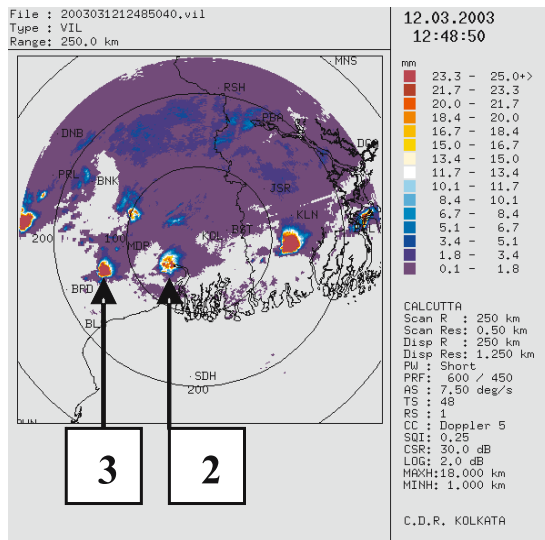 File : 2003031212485040.vil
Type : VIL
Range: 250.0 km
12.03.2003
12:48:50
mm
23.3 - 25.0+>
21.7 - 23.3
20.0 - 21.7
18.4 - 20.0
16.7 - 18.4
15.0 - 16.7
13.4 - 15.0
11.7 - 13.4
10.1 - 11.7
8.4 - 10.1
6.7 - 8.4
5.1 - 6.7
3.4 - 5.1
1.8 - 3.4
0.1 - 1.8
MNS
RSH
PBA
DNB
PRL
BNK
JSR
KLN
200
100
MDP
KOL
BST
BRD
SDH
200
3
2
CALCUTTA
Scan R : 250 km
Scan Res: 0.50 km
Disp R : 250 km
Disp Res: 1.250 km
PW : Short
PRF: 600 / 450
AS : 7.50 deg/s
TS : 48
RS : 1
CC : Doppler 5
SQI: 0.25
CSR: 30.0 dB
LOG: 2.0 dB
MAXH:18.000 km
MINH: 1.000 km
C.D.R. KOLKATA